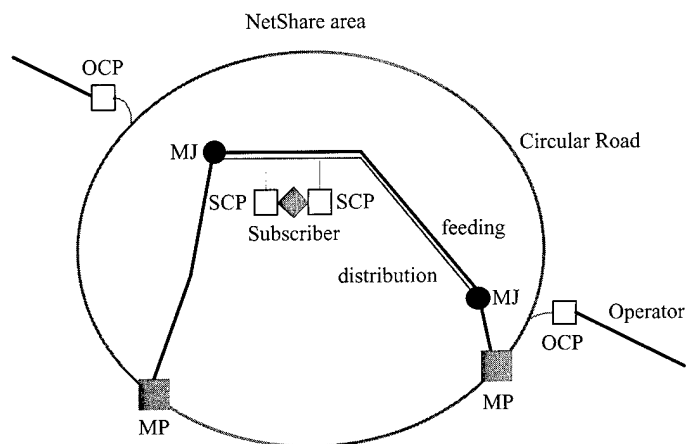 NetShare area
OCP
MJ
Circular Road
SCP
SCP
Subscriber
feeding
distribution
MJ
Operator
OCP
MP
MP